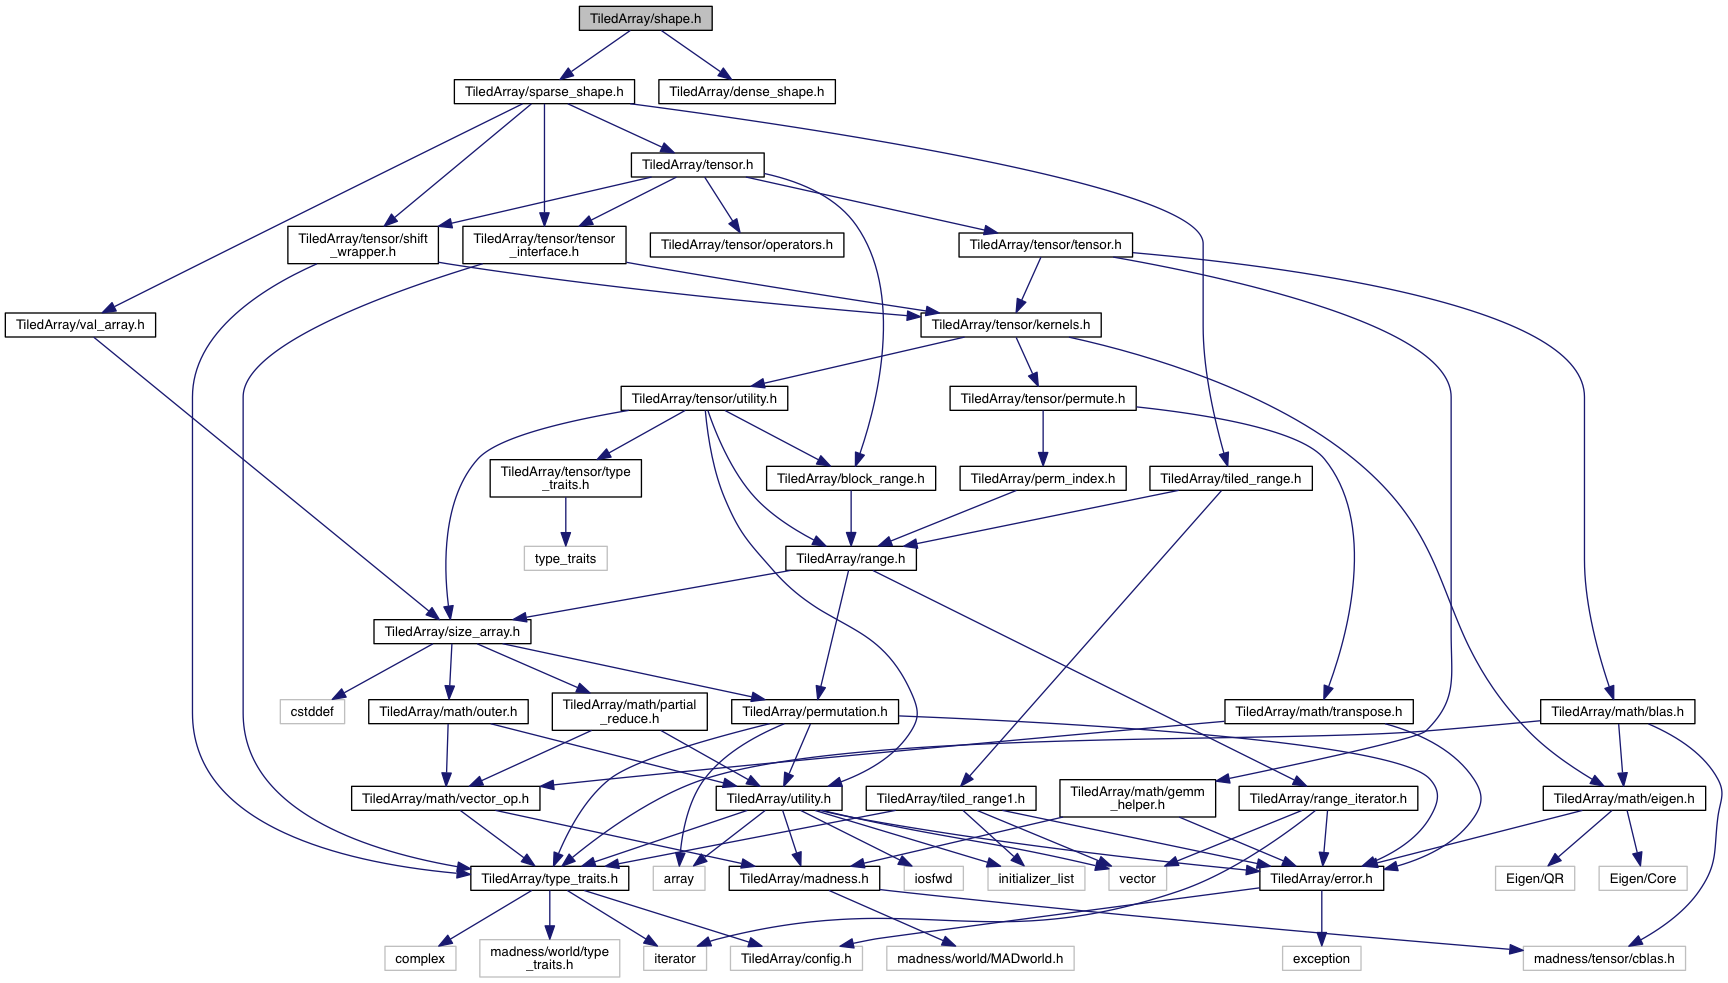 TiledArray/shape.h
TiledArray/sparse_shape.h
TiledArray/dense_shape.h
TiledArray/tensor.h
TiledArray/tensor/shift
_wrapper.h
TiledArray/tensor/tensor
_interface.h
TiledArray/tensor/operators.h
TiledArray/tensor/tensor.h
TiledArray/val_array.h
TiledArray/tensor/kernels.h
TiledArray/tensor/utility.h
TiledArray/tensor/permute.h
TiledArray/tensor/type
_traits.h
TiledArray/block_range.h
TiledArray/perm_index.h
TiledArray/tiled_range.h
type_traits
TiledArray/range.h
TiledArray/size_array.h
cstddef
TiledArray/math/outer.h
TiledArray/math/partial
_reduce.h
TiledArray/permutation.h
TiledArray/math/transpose.h
TiledArray/math/blas.h
TiledArray/math/vector_op.h
TiledArray/utility.h
TiledArray/tiled_range1.h
TiledArray/math/gemm
_helper.h
TiledArray/range_iterator.h
TiledArray/math/eigen.h
TiledArray/type_traits.h
array
TiledArray/madness.h
iosfwd
initializer_list
vector
TiledArray/error.h
Eigen/QR
Eigen/Core
complex
madness/world/type
_traits.h
iterator
TiledArray/config.h
madness/world/MADworld.h
exception
madness/tensor/cblas.h